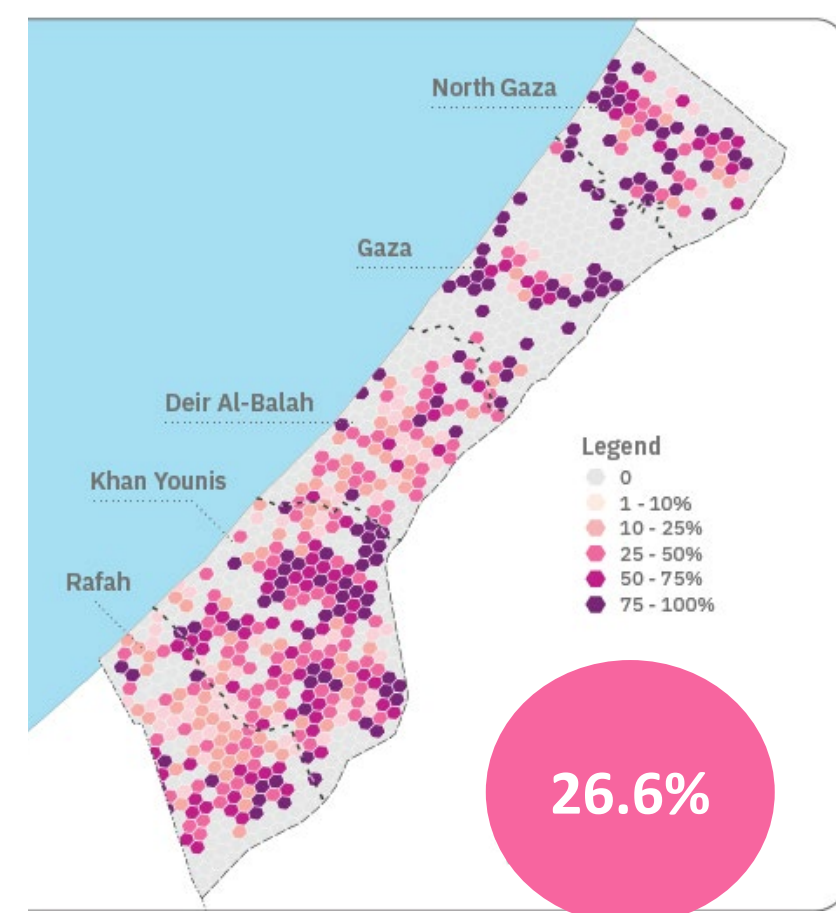 North Gaza
Gaza
Deir Al-Balah
Khan Younis
Rafah
Legend
0
1 - 10%
10 - 25%
25 - 50%
50 - 75%
75 - 100%
26.6%